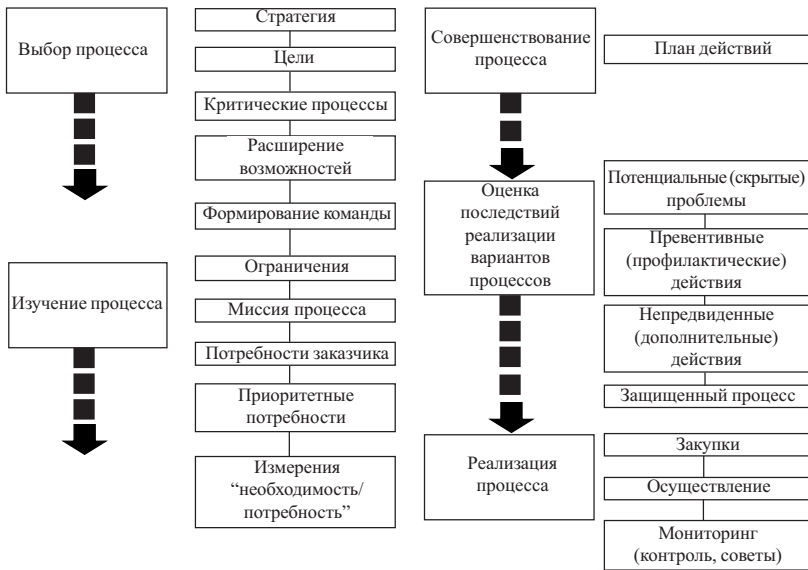 Выбор процесса
Изучение процесса
Стратегия
Цели
Критические процессы
Расширение
возможностей
Формирование команды
Ограничения
Миссия процесса
Потребности заказчика
Приоритетные
потребности
Измерения
“необходимость/
потребность”
Совершенствование
процесса
Оценка
последствий
реализации
вариантов
процессов
Реализация
процесса
План действий
Потенциальные (скрытые)
проблемы
Превентивные
(профилактические)
действия
Непредвиденные
(дополнительные)
действия
Защищенный процесс
Закупки
Осуществление
Мониторинг
(контроль, советы)